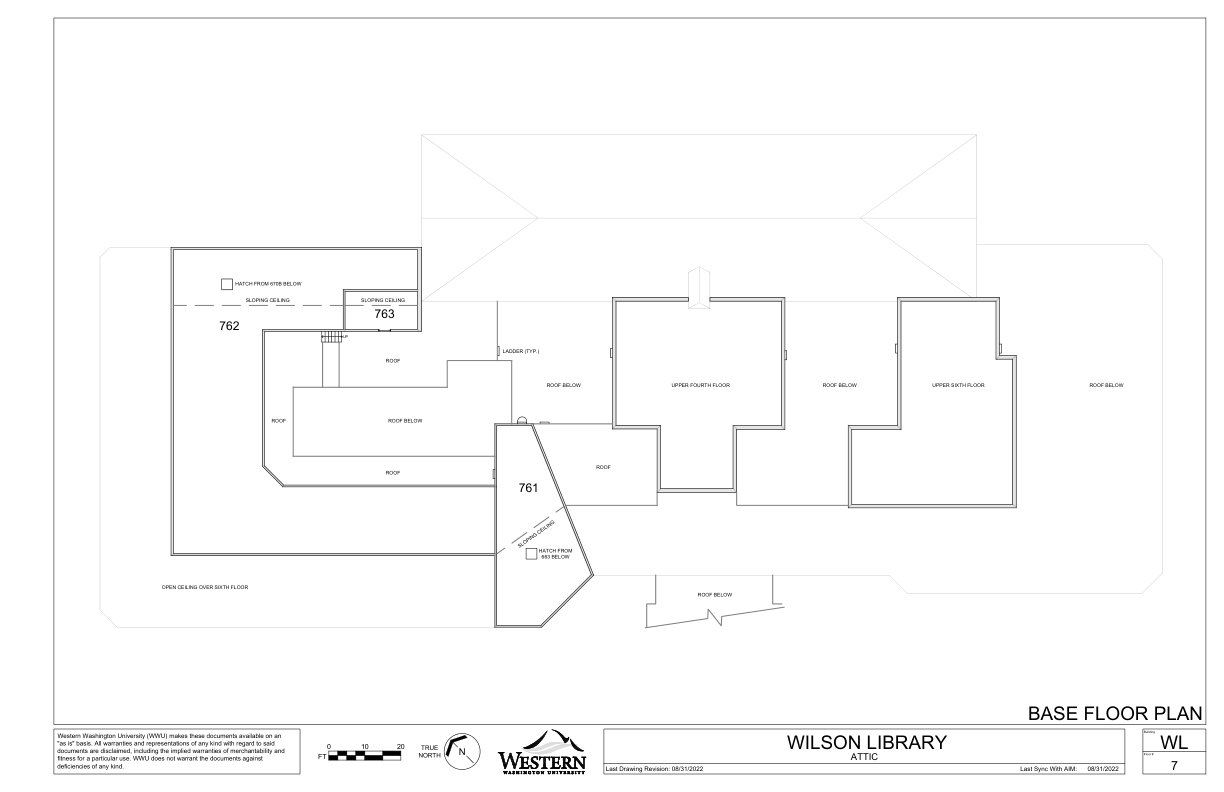 HATCH FROM 670B BELOW
SLOPING CEILING
SLOPING CEILING
763
762
UP
LADDER (TYP.)
ROOF
ROOF BELOW
UPPER FOURTH FLOOR
ROOF BELOW
UPPER SIXTH FLOOR
ROOF BELOW
ROOF
ROOF BELOW
ROOF
ROOF
761
SLOPING CEILING
HATCH FROM
663 BELOW
OPEN CEILING OVER SIXTH FLOOR
ROOF BELOW
BASE FLOOR PLAN
Western Washington University (WWU) makes these documents available on an
"as is" basis. All warranties and representations of any kind with regard to said
documents are disclaimed, including the implied warranties of merchantability and
fitness for a particular use. WWU does not warrant the documents against
deficiencies of any kind.
0 10 20
FT
TRUE
NORTH
N
WESTERN
WASHINGTON UNIVERSITY
WILSON LIBRARY
ATTIC
Last Drawing Revision: 08/31/2022
Last Sync With AIM: 08/31/2022
Building
WL
Floor#
7